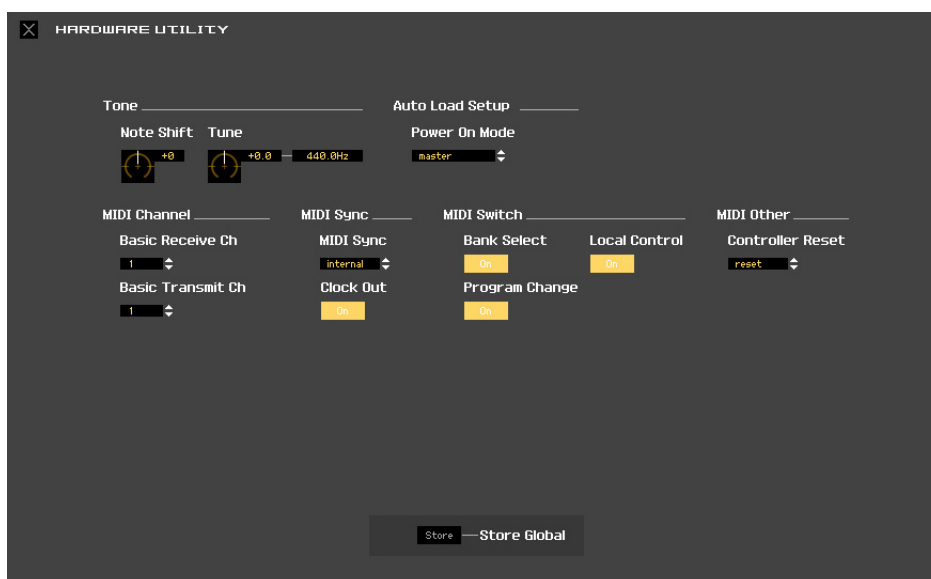 HARDWARE UTILITY
Tone
Auto Load Setup
Note Shift Tune
Power On Mode
+0
+0.0
440.0Hz
master
MIDI Channel
MIDI Sync
MIDI Switch
MIDI Other
Basic Receive Ch
MIDI Sync
Bank Select
Local Control
Controller Reset
1
internal
On
On
reset
Basic Transmit Ch
Clock Out
Program Change
1
On
On
Store
Store Global